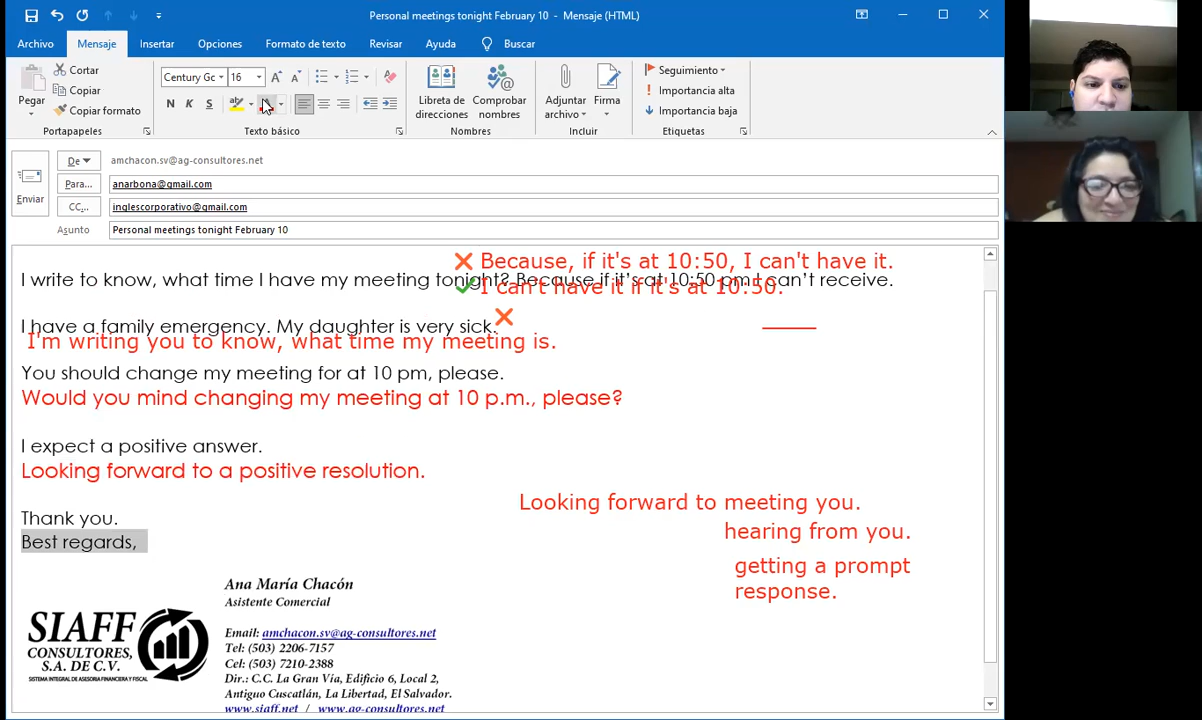 Personal meetings tonight February 10 - Mensaje (HTML)
Archivo Mensaje Insertar Opciones Formato de texto Revisar Ayuda Buscar
Pegar
Cortar
Copiar
Copiar formato
Portapapeles
Century Gc 16
N K S
Texto básico
Libreta de direcciones
Comprobar nombres
Nombres
Adjuntar archivo
Firma
Incluir
Seguimiento
Importancia alta
Importancia baja
Etiquetas
Enviar
De amchacon.sv@ag-consultores.net
Para... anarbona@gmail.com
CC... inglescorporativo@gmail.com
Asunto Personal meetings tonight February 10
Because, if it's at 10:50, I can't have it.
I write to know, what time I have my meeting tonight? Because if it's at 10:50 pm I can't receive.
I can't have it if it's at 10:50.
I have a family emergency. My daughter is very sick.
I'm writing you to know, what time my meeting is.
You should change my meeting for at 10 pm, please.
Would you mind changing my meeting at 10 p.m., please?
I expect a positive answer.
Looking forward to a positive resolution.
Looking forward to meeting you.
Thank you.
hearing from you.
Best regards,
getting a prompt
response.
Ana María Chacón
Asistente Comercial
SIAFF
CONSULTORES,
S.A. DE C.V.
SISTEMA INTEGRAL DE ASESORIA FINANCIERA Y FISCAL
Email: amchacon.sv@ag-consultores.net
Tel: (503) 2206-7157
Cel: (503) 7210-2388
Dir.: C.C. La Gran Vía, Edificio 6, Local 2,
Antiguo Cuscatlán, La Libertad, El Salvador.
www.siaff.net / www.ag-consultores.net